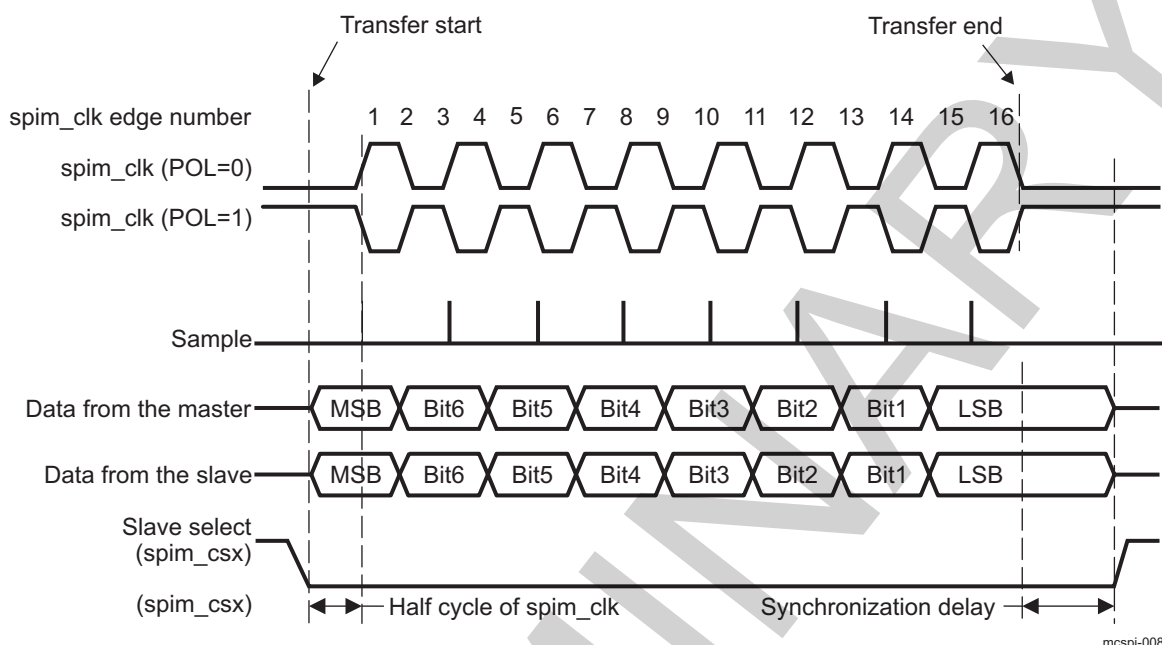 Transfer start
Transfer end
spim_clk edge number
1 2 3 4 5 6 7 8 9 10 11 12 13 14 15 16
spim_clk (POL=0)
spim_clk (POL=1)
Sample
Data from the master
MSB Bit6 Bit5 Bit4 Bit3 Bit2 Bit1 LSB
Data from the slave
MSB Bit6 Bit5 Bit4 Bit3 Bit2 Bit1 LSB
Slave select
(spim_csx)
(spim_csx)
Half cycle of spim_clk
Synchronization delay
mcspi-008
INARY